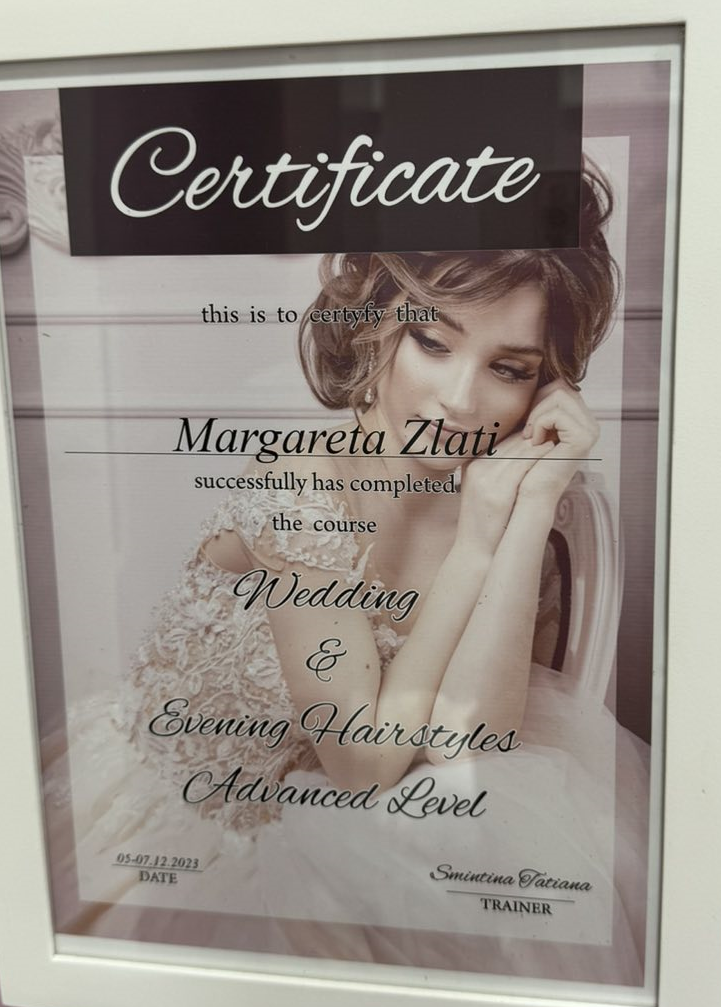 Certificate
this is to certyfy that
Margareta Zlati
successfully has completed
the course
Wedding
&
Evening Hairstyles
Advanced Level
05-07.12.2023
DATE
Smintina Tatiana
TRAINER